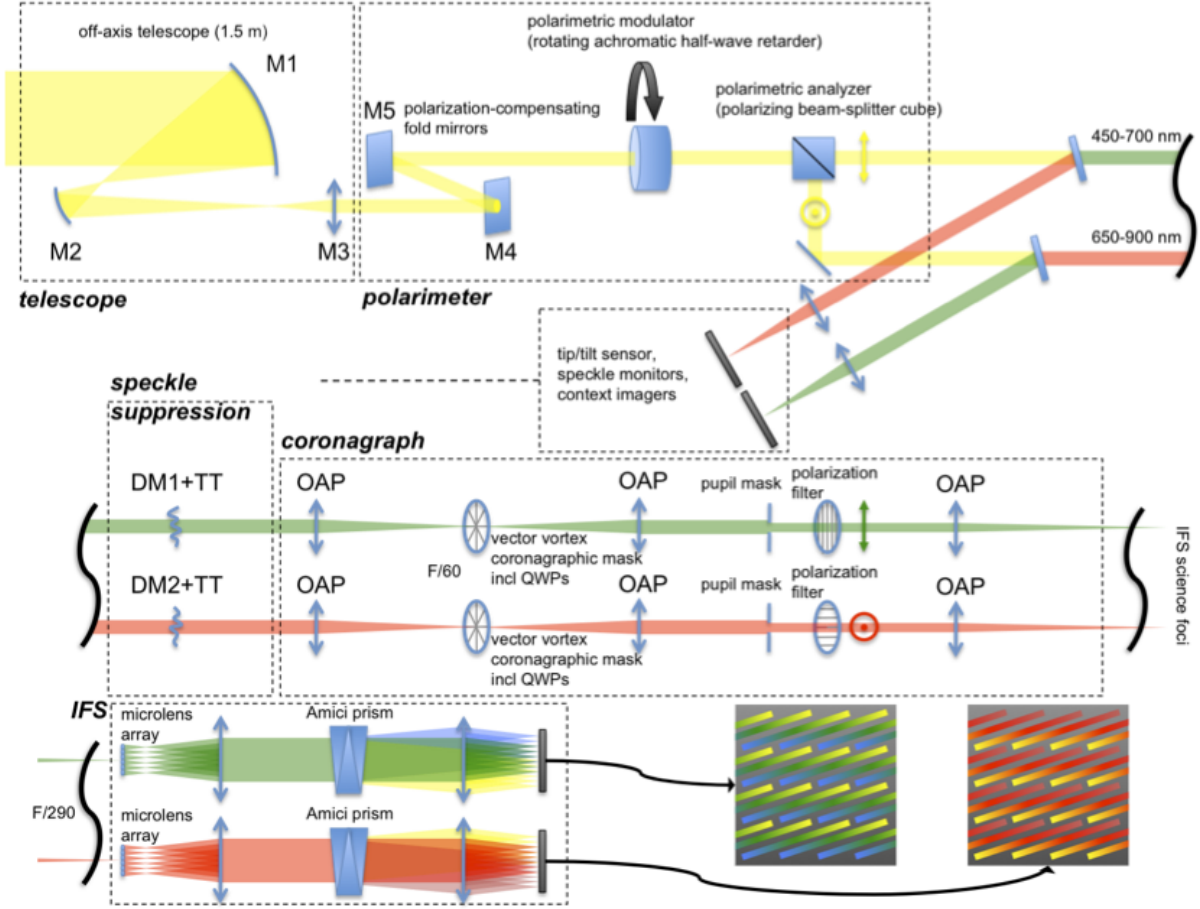 off-axis telescope (1.5 m)
M1
M2
M3
telescope
polarimetric modulator
(rotating achromatic half-wave retarder)
M5
polarization-compensating
fold mirrors
M4
polarimetric analyzer
(polarizing beam-splitter cube)
polarimeter
450-700 nm
650-900 nm
tip/tilt sensor,
speckle monitors,
context imagers
speckle
suppression
coronagraph
DM1+TT
OAP
OAP
pupil mask
polarization
filter
OAP
vector vortex
coronagraphic mask
incl QWPs
F/60
DM2+TT
OAP
OAP
pupil mask
polarization
filter
OAP
vector vortex
coronagraphic mask
incl QWPs
IFS science foci
IFS
microlens
array
Amici prism
F/290
microlens
array
Amici prism